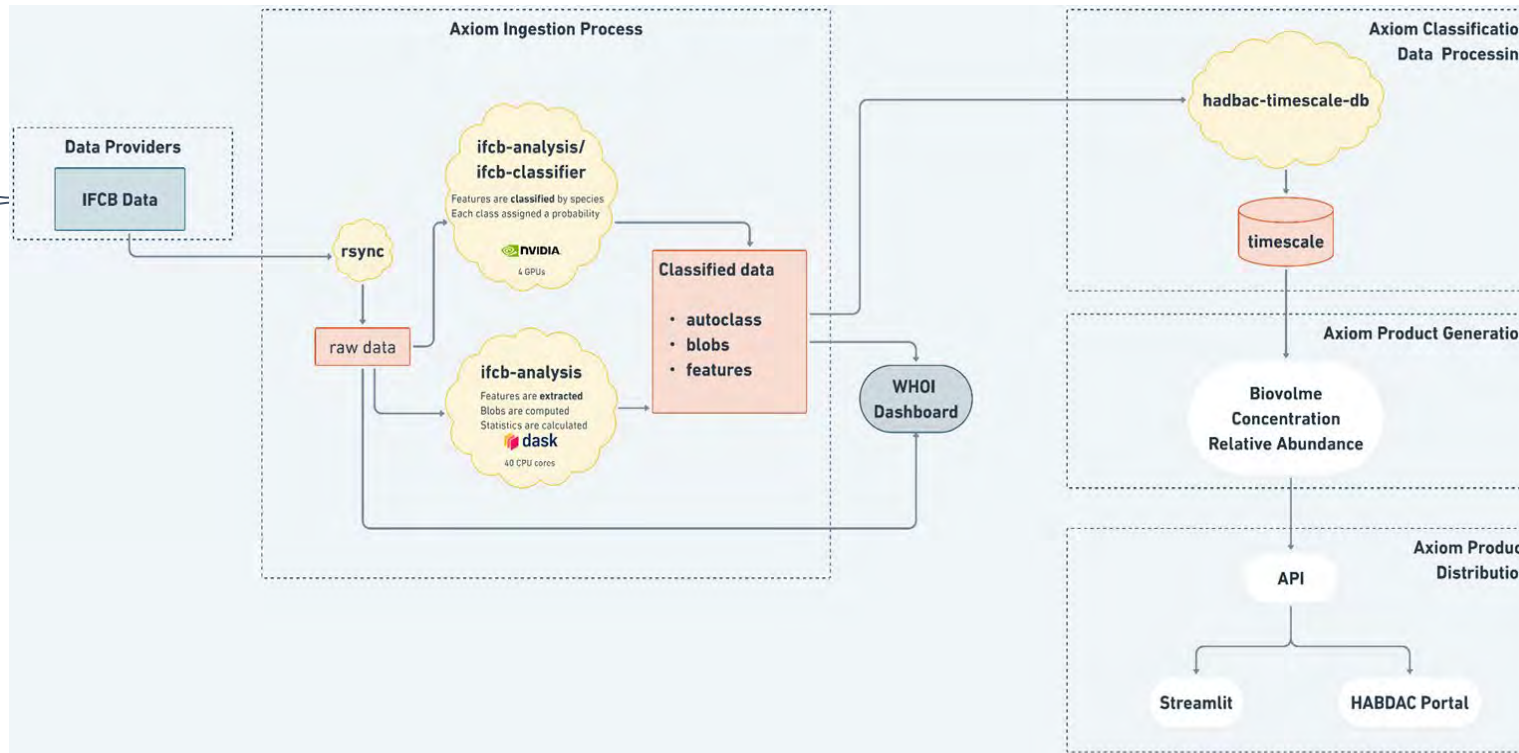 Axiom Ingestion Process
Axiom Classificatio
Data Processin
hadbac-timescale-db
Data Providers
IFCB Data
ifcb-analysis/
ifcb-classifier
Features are classified by species
Each class assigned a probability
NVIDIA
4 GPUs
rsync
timescale
Classified data
• autoclass
• blobs
• features
raw data
Axiom Product Generatio
ifcb-analysis
Features are extracted
Blobs are computed
Statistics are calculated
dask
40 CPU cores
WHOI
Dashboard
Biovolme
Concentration
Relative Abundance
Axiom Produc
Distributio
API
Streamlit
HABDAC Portal